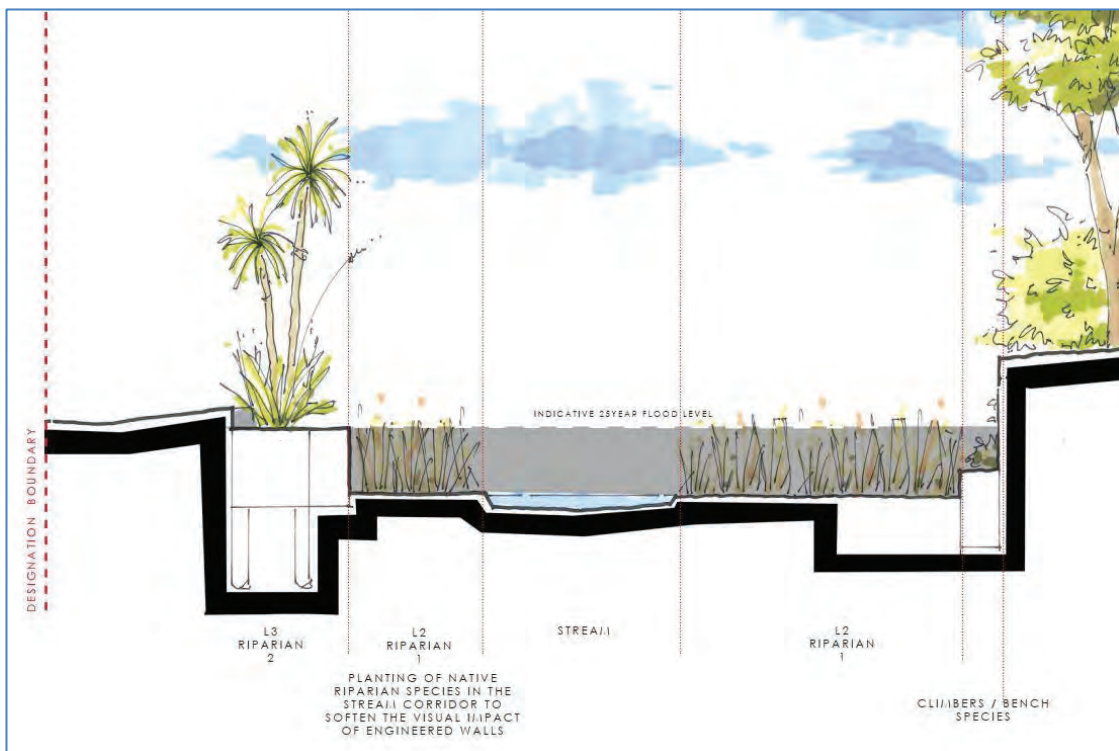 INDICATIVE 25YEAR FLOOD LEVEL
DESIGNATION BOUNDARY
L3
RIPARIAN
2
L2
RIPARIAN
1
PLANTING OF NATIVE
RIPARIAN SPECIES IN THE
STREAM CORRIDOR TO
SOFTEN THE VISUAL IMPACT
OF ENGINEERED WALLS
STREAM
L2
RIPARIAN
1
CLIMBERS / BENCH
SPECIES